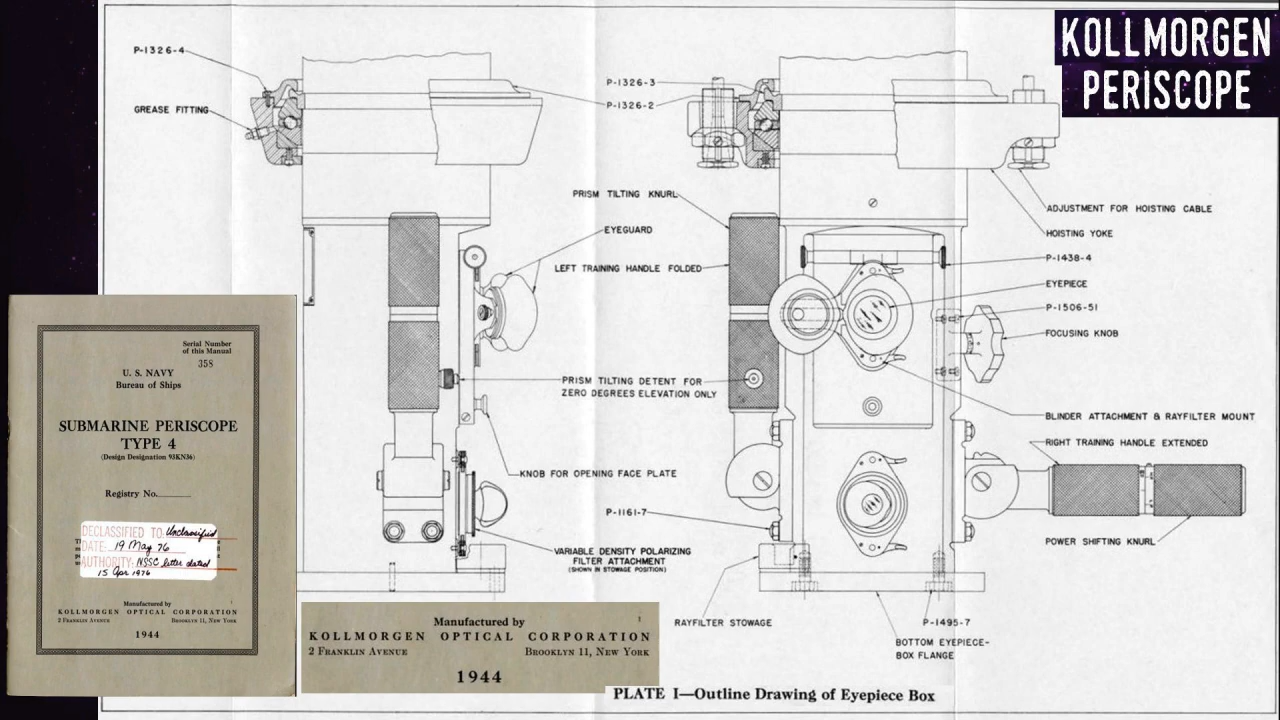 KOLLMORGEN
PERISCOPE
P-1326-4
GREASE FITTING
P-1326-3
P-1326-2
PRISM TILTING KNURL
EYEGUARD
LEFT TRAINING HANDLE FOLDED
PRISM TILTING DETENT FOR
ZERO DEGREES ELEVATION ONLY
KNOB FOR OPENING FACE PLATE
P-1161-7
VARIABLE DENSITY POLARIZING
FILTER ATTACHMENT
(SHOWN IN STOWAGE POSITION)
RAYFILTER STOWAGE
ADJUSTMENT FOR HOISTING CABLE
HOISTING YOKE
P-1438-4
EYEPIECE
P-1506-51
FOCUSING KNOB
BLINDER ATTACHMENT & RAYFILTER MOUNT
RIGHT TRAINING HANDLE EXTENDED
POWER SHIFTING KNURL
P-1495-7
BOTTOM EYEPIECE-
BOX FLANGE
PLATE I—Outline Drawing of Eyepiece Box
Serial Number
of this Manual
358
U. S. NAVY
Bureau of Ships
SUBMARINE PERISCOPE
TYPE 4
(Design Designation 93KN36)
Registry No.
DECLASSIFIED TO: Unclassified
DATE: 19 May 76
AUTHORITY: NSSC letter dated
15 Apr 1976
Manufactured by
KOLLMORGEN OPTICAL CORPORATION
2 FRANKLIN AVENUE BROOKLYN 11, NEW YORK
1944
Manufactured by
KOLLMORGEN OPTICAL CORPORATION
2 FRANKLIN AVENUE BROOKLYN 11, NEW YORK
1944